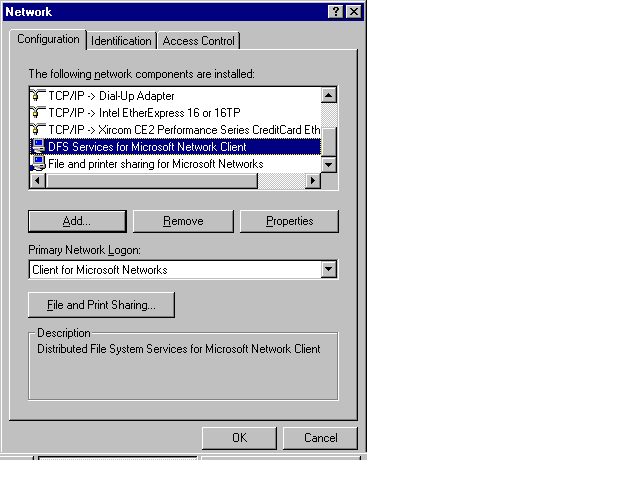 Network
Configuration Identification Access Control
The following network components are installed:
TCP/IP -> Dial-Up Adapter
TCP/IP -> Intel EtherExpress 16 or 16TP
TCP/IP -> Xircom CE2 Performance Series CreditCard Eth
DFS Services for Microsoft Network Client
File and printer sharing for Microsoft Networks
Add... Remove Properties
Primary Network Logon:
Client for Microsoft Networks
File and Print Sharing...
Description
Distributed File System Services for Microsoft Network Client
OK Cancel